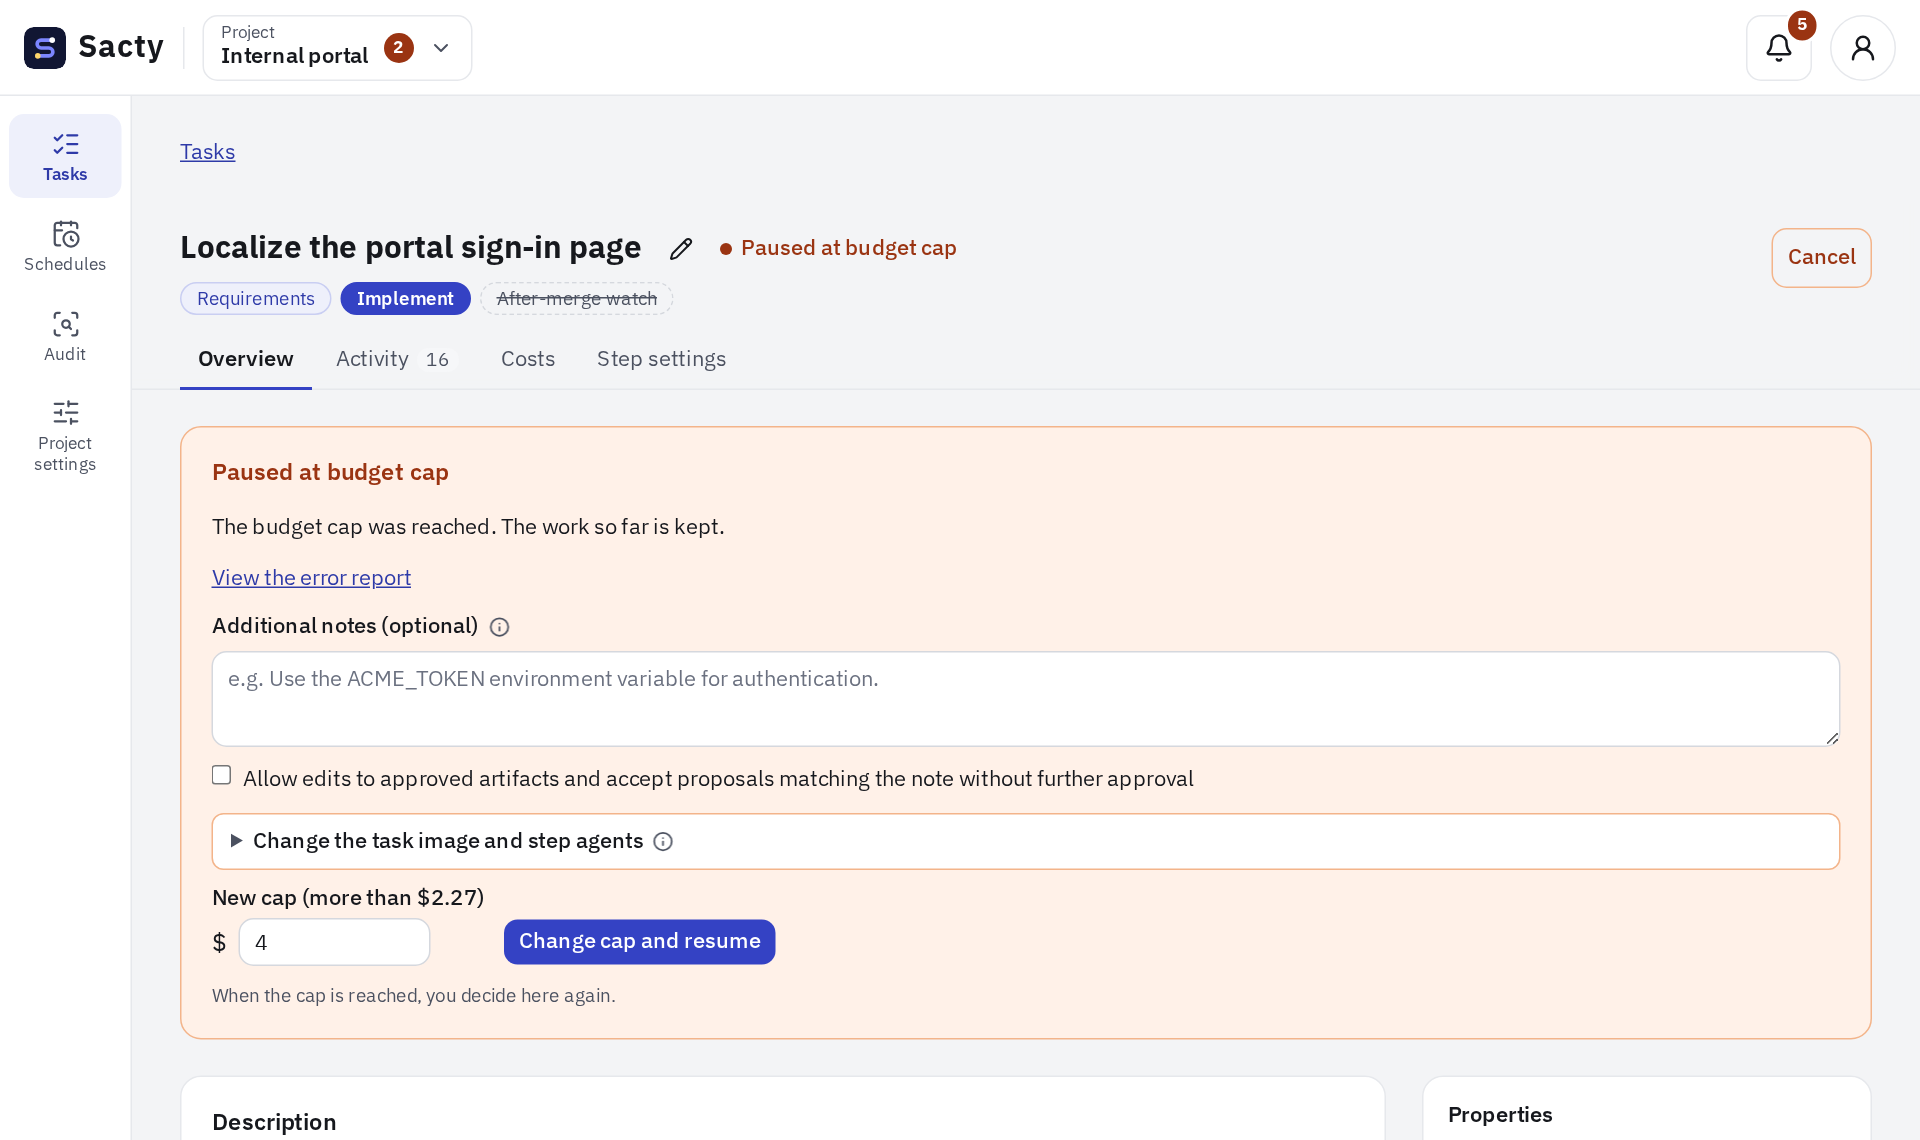 Sacty
Project
Internal portal
2
5
Tasks
Schedules
Audit
Project
settings
Tasks
Localize the portal sign-in page
Paused at budget cap
Cancel
Requirements
Implement
After-merge watch
Overview
Activity 16
Costs
Step settings
Paused at budget cap
The budget cap was reached. The work so far is kept.
View the error report
Additional notes (optional)
e.g. Use the ACME_TOKEN environment variable for authentication.
Allow edits to approved artifacts and accept proposals matching the note without further approval
Change the task image and step agents
New cap (more than $2.27)
$ 4
Change cap and resume
When the cap is reached, you decide here again.
Description
Properties